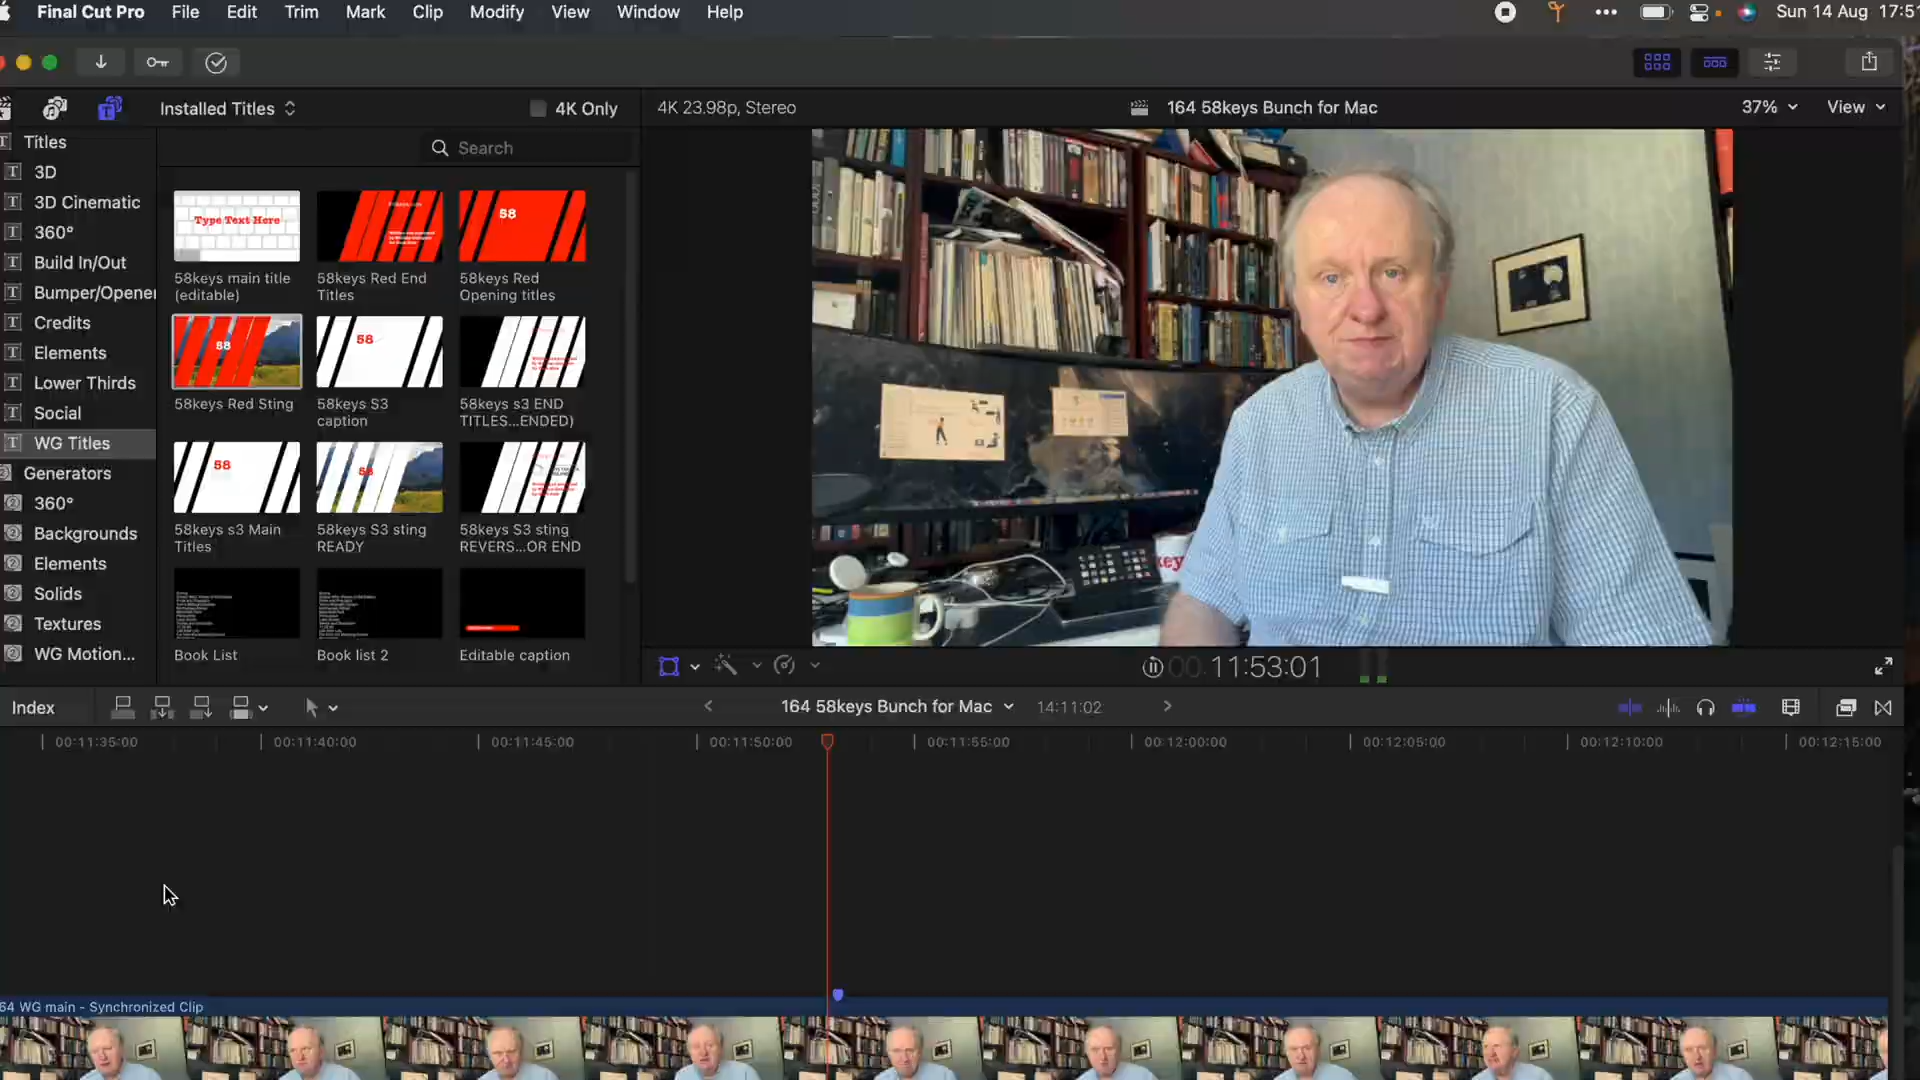 Final Cut Pro File Edit Trim Mark Clip Modify View Window Help
Sun 14 Aug 17:51
Installed Titles
4K Only
4K 23.98p, Stereo
164 58keys Bunch for Mac
37%
View
Titles
3D
3D Cinematic
360°
Build In/Out
Bumper/Opener
Credits
Elements
Lower Thirds
Social
WG Titles
Generators
360°
Backgrounds
Elements
Solids
Textures
WG Motion...
Search
Type Text Here
58
58keys main title
(editable)
58keys Red End
Titles
58keys Red
Opening titles
58
58
58keys Red Sting
58keys S3
caption
58keys s3 END
TITLES...ENDED)
58
58
58keys s3 Main
Titles
58keys S3 sting
READY
58keys S3 sting
REVERS...OR END
Book List
Book list 2
Editable caption
key
00:11:53:01
Index
164 58keys Bunch for Mac
14:11:02
00:11:35:00
00:11:40:00
00:11:45:00
00:11:50:00
00:11:55:00
00:12:00:00
00:12:05:00
00:12:10:00
00:12:15:00
64 WG main - Synchronized Clip